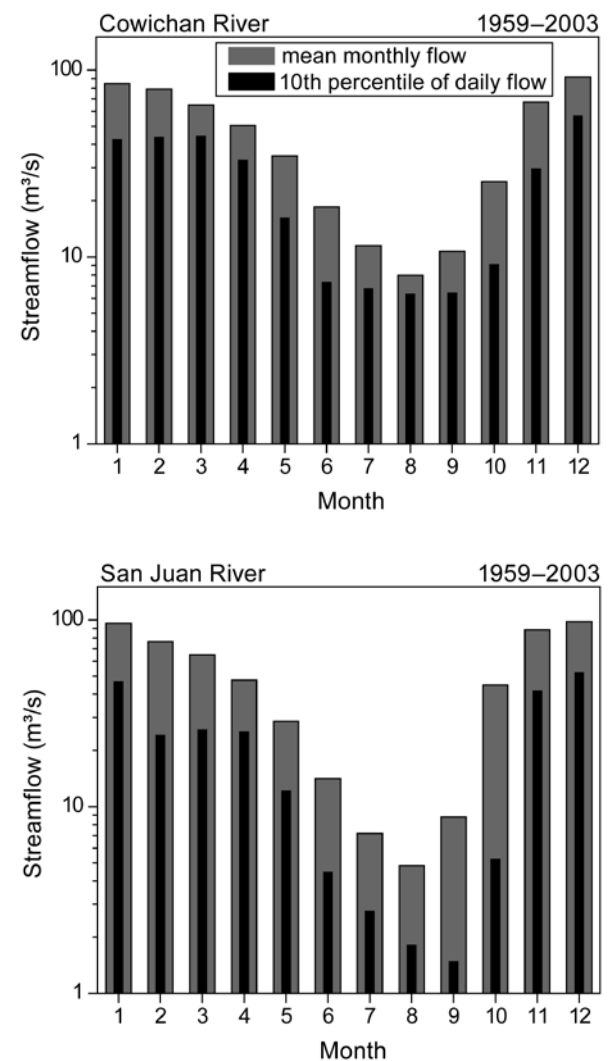 Cowichan River 1959–2003
mean monthly flow
10th percentile of daily flow
100
10
1
Streamflow (m³/s)
1 2 3 4 5 6 7 8 9 10 11 12
Month
San Juan River 1959–2003
100
10
1
Streamflow (m³/s)
1 2 3 4 5 6 7 8 9 10 11 12
Month